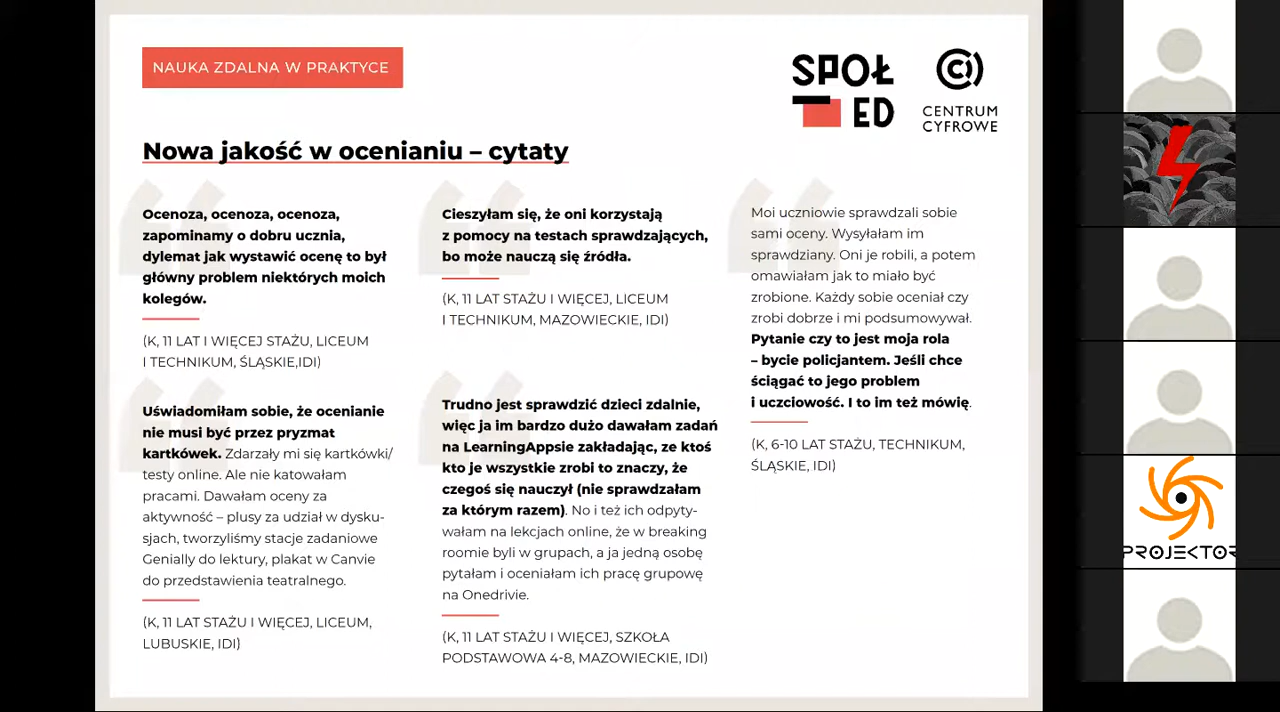 NAUKA ZDALNA W PRAKTYCE
SPOŁ
ED
CENTRUM
CYFROWE
Nowa jakość w ocenianiu – cytaty
Ocenoza, ocenoza, ocenoza,
zapominamy o dobru ucznia,
dylemat jak wystawić ocenę to był
główny problem niektórych moich
kolegów.
(K, 11 LAT I WIĘCEJ STAŻU, LICEUM
I TECHNIKUM, ŚLĄSKIE,IDI)
Uświadomiłam sobie, że ocenianie
nie musi być przez pryzmat
kartkówek. Zdarzały mi się kartkówki/
testy online. Ale nie katowałam
pracami. Dawałam oceny za
aktywność – plusy za udział w dysku-
sjach, tworzyliśmy stacje zadaniowe
Genially do lektury, plakat w Canvie
do przedstawienia teatralnego.
(K, 11 LAT STAŻU I WIĘCEJ, LICEUM,
LUBUSKIE, IDI)
Cieszyłam się, że oni korzystają
z pomocy na testach sprawdzających,
bo może nauczą się źródła.
(K, 11 LAT STAŻU I WIĘCEJ, LICEUM
I TECHNIKUM, MAZOWIECKIE, IDI)
Trudno jest sprawdzić dzieci zdalnie,
więc ja im bardzo dużo dawałam zadań
na LearningAppsie zakładając, ze ktoś
kto je wszystkie zrobi to znaczy, że
czegoś się nauczył (nie sprawdzałam
za którym razem). No i też ich odpyty-
wałam na lekcjach online, że w breaking
roomie byli w grupach, a ja jedną osobę
pytałam i oceniałam ich pracę grupowę
na Onedrivie.
(K, 11 LAT STAŻU I WIĘCEJ, SZKOŁA
PODSTAWOWA 4-8, MAZOWIECKIE, IDI)
Moi uczniowie sprawdzali sobie
sami oceny. Wysyłałam im
sprawdziany. Oni je robili, a potem
omawiałam jak to miało być
zrobione. Każdy sobie oceniał czy
zrobi dobrze i mi podsumowywał.
Pytanie czy to jest moja rola
– bycie policjantem. Jeśli chce
ściągać to jego problem
i uczciowość. I to im też mówię.
(K, 6-10 LAT STAŻU, TECHNIKUM,
ŚLĄSKIE, IDI)
PROJEKTOR